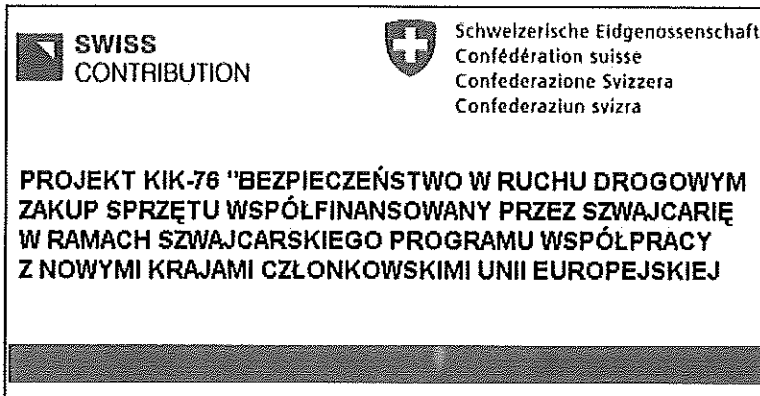 SWISS
CONTRIBUTION
Schweizerische Eidgenossenschaft
Confédération suisse
Confederazione Svizzera
Confederaziun svizra
PROJEKT KIK-76 "BEZPIECZEŃSTWO W RUCHU DROGOWYM
ZAKUP SPRZĘTU WSPÓŁFINANSOWANY PRZEZ SZWAJCARIĘ
W RAMACH SZWAJCARSKIEGO PROGRAMU WSPÓŁPRACY
Z NOWYMI KRAJAMI CZŁONKOWSKIMI UNII EUROPEJSKIEJ